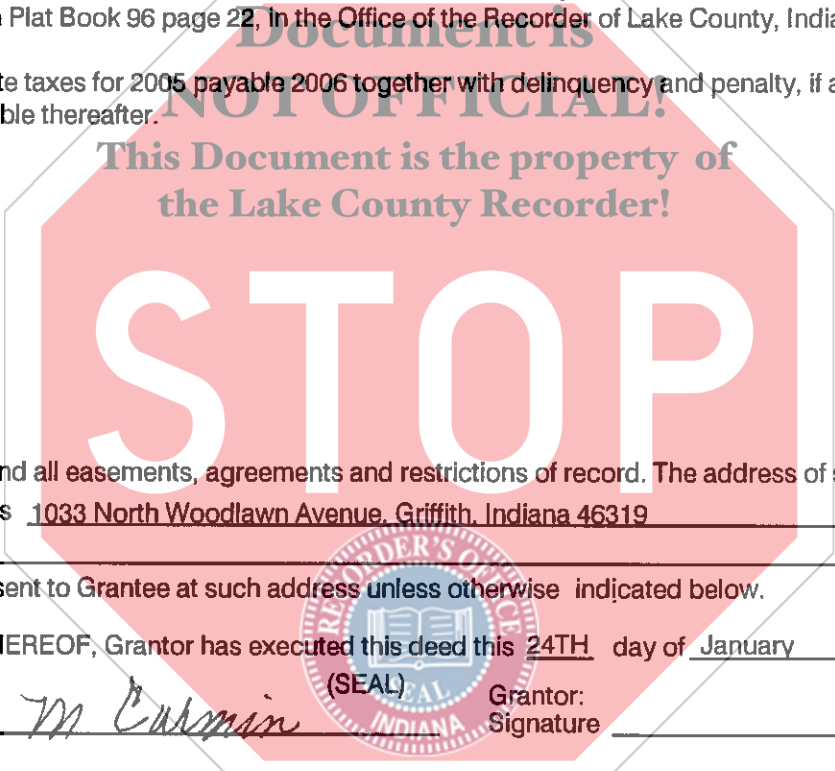 Plat Book 96 page 22, in the Office of the Recorder of Lake County, India
Document is
te taxes for 2005 payable 2006 together with delinquency and penalty, if a
NOT OFFICIAL!
ble thereafter.
This Document is the property of
the Lake County Recorder!
STOP
nd all easements, agreements and restrictions of record. The address of s
s 1033 North Woodlawn Avenue, Griffith, Indiana 46319
RECORDER'S OFFICE
sent to Grantee at such address unless otherwise indicated below.
HEREOF, Grantor has executed this deed this 24TH day of January
(SEAL)
SEAL
Grantor:
M Carmin
INDIANA
Signature